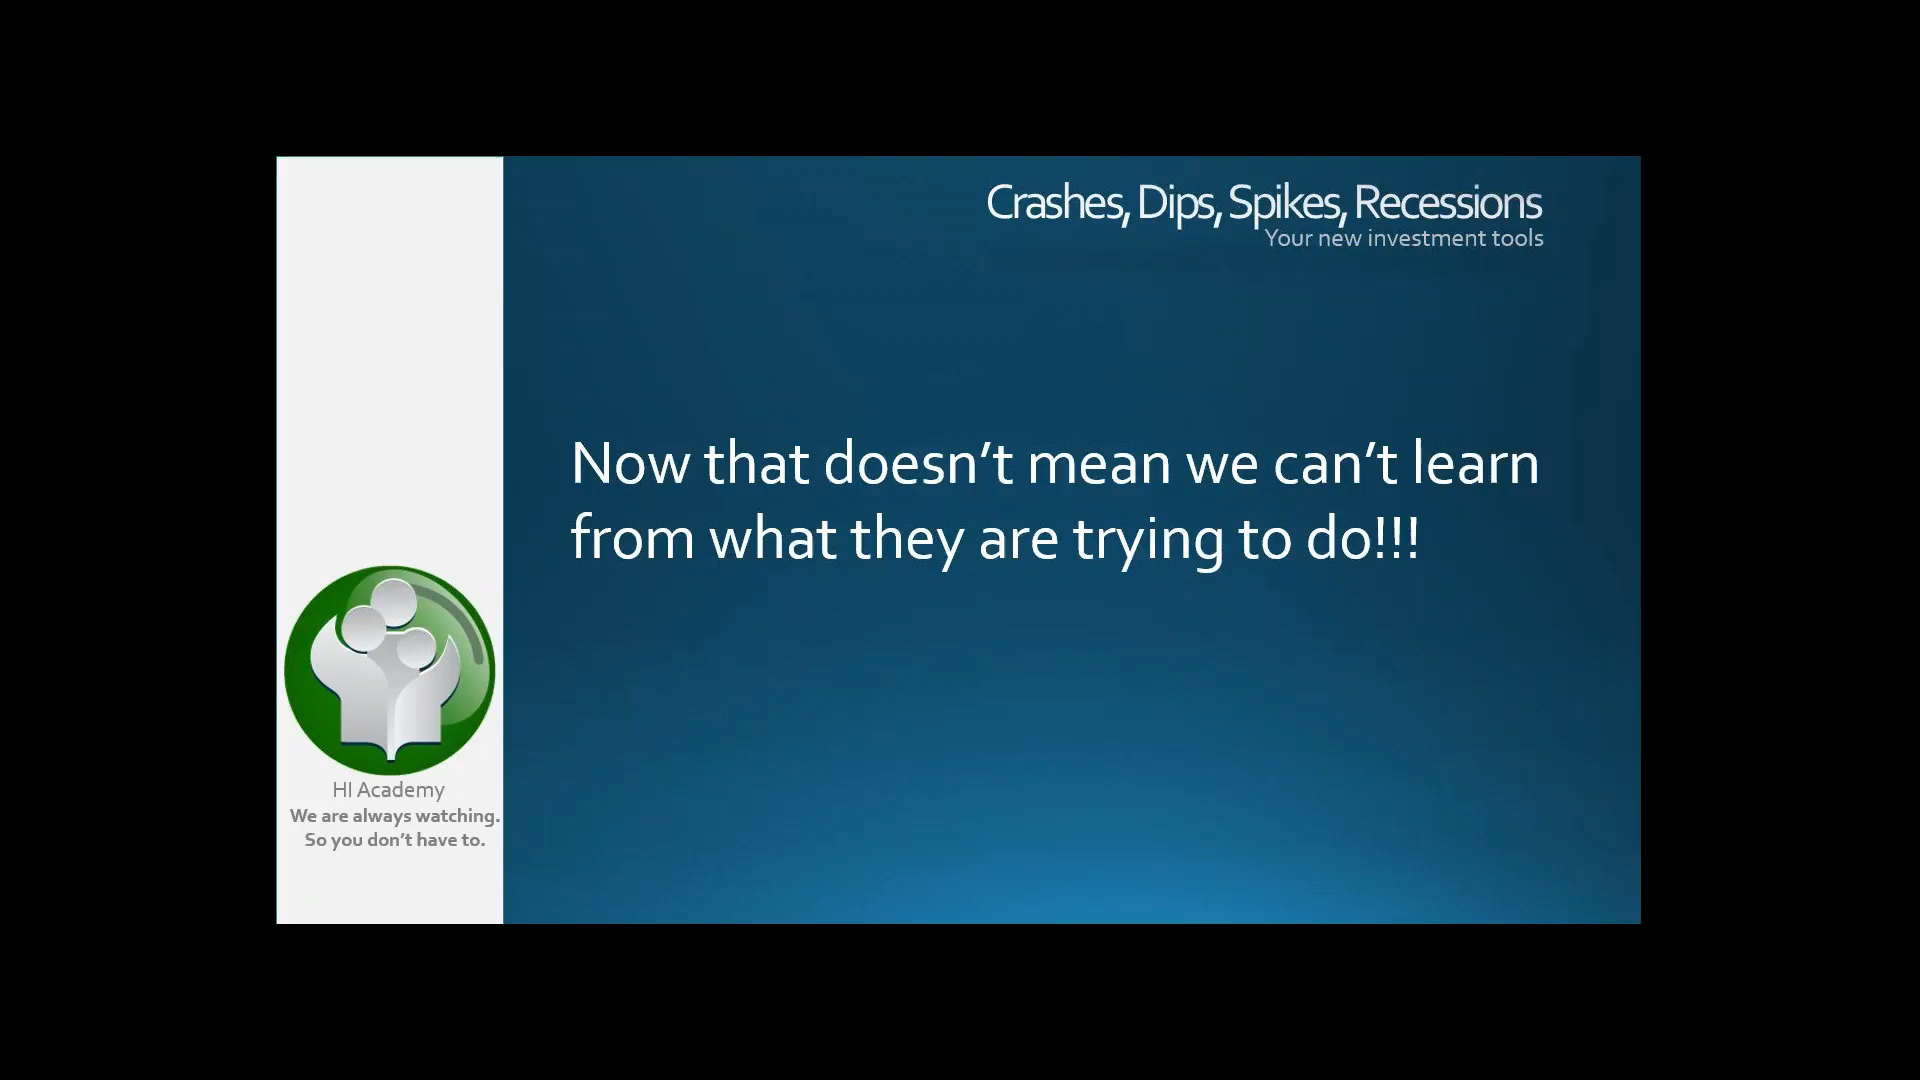 Crashes, Dips, Spikes, Recessions
Your new investment tools
Now that doesn’t mean we can’t learn
from what they are trying to do!!!
HI Academy
We are always watching.
So you don’t have to.